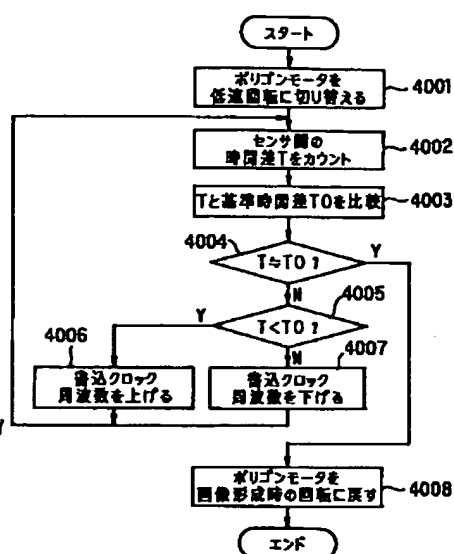 スタート
ポリゴンモータを
低速回転に切り替える
4001
センサ間の
時間差Tをカウント
4002
Tと基準時間差T0を比較
4003
4004
T≒T0?
Y
N
4005
T<T0?
Y
N
4006
書込クロック
周波数を上げる
4007
書込クロック
周波数を下げる
ポリゴンモータを
画像形成時の回転に戻す
4008
エンド